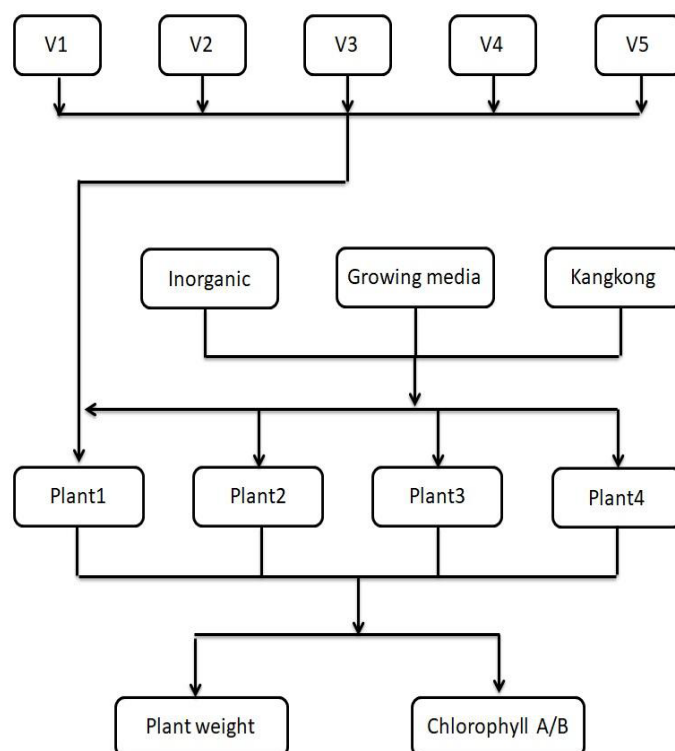 V1
V2
V3
V4
V5
Inorganic
Growing media
Kangkong
Plant1
Plant2
Plant3
Plant4
Plant weight
Chlorophyll A/B